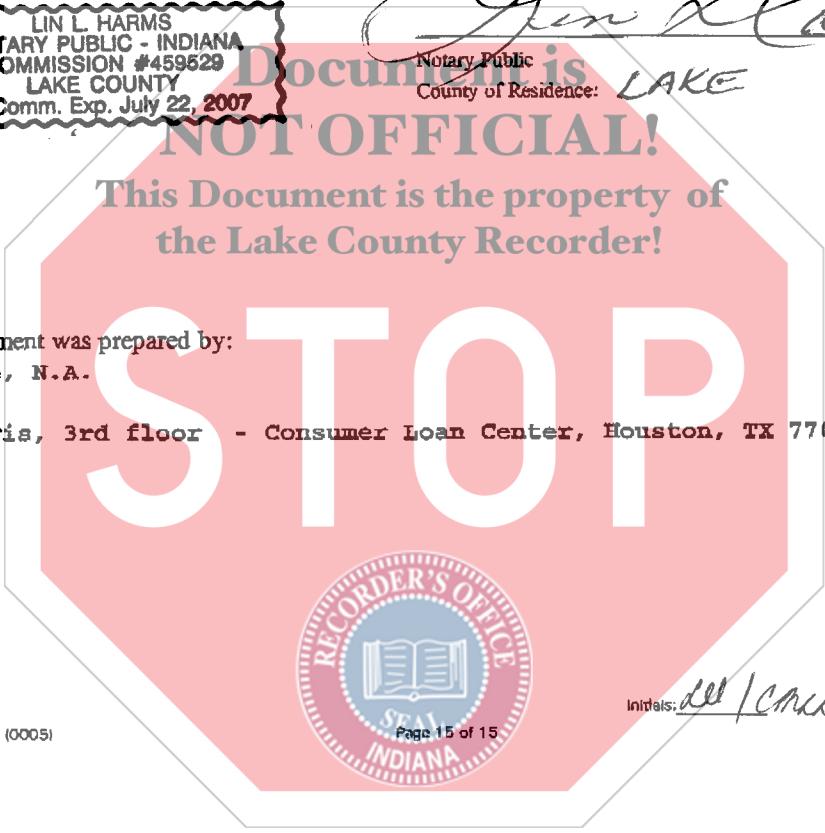 LIN L. HARMS
TARY PUBLIC - INDIANA
OMMISSION #459529
LAKE COUNTY
Comm. Exp. July 22, 2007
Notary Public
County of Residence: LAKE
Document is
NOT OFFICIAL!
This Document is the property of
the Lake County Recorder!
ment was prepared by:
, N.A.
ris, 3rd floor - Consumer Loan Center, Houston, TX 770
STOP
RECORDER'S OFFICE
SEAL
INDIANA
Initials:
(0005)
Page 15 of 15